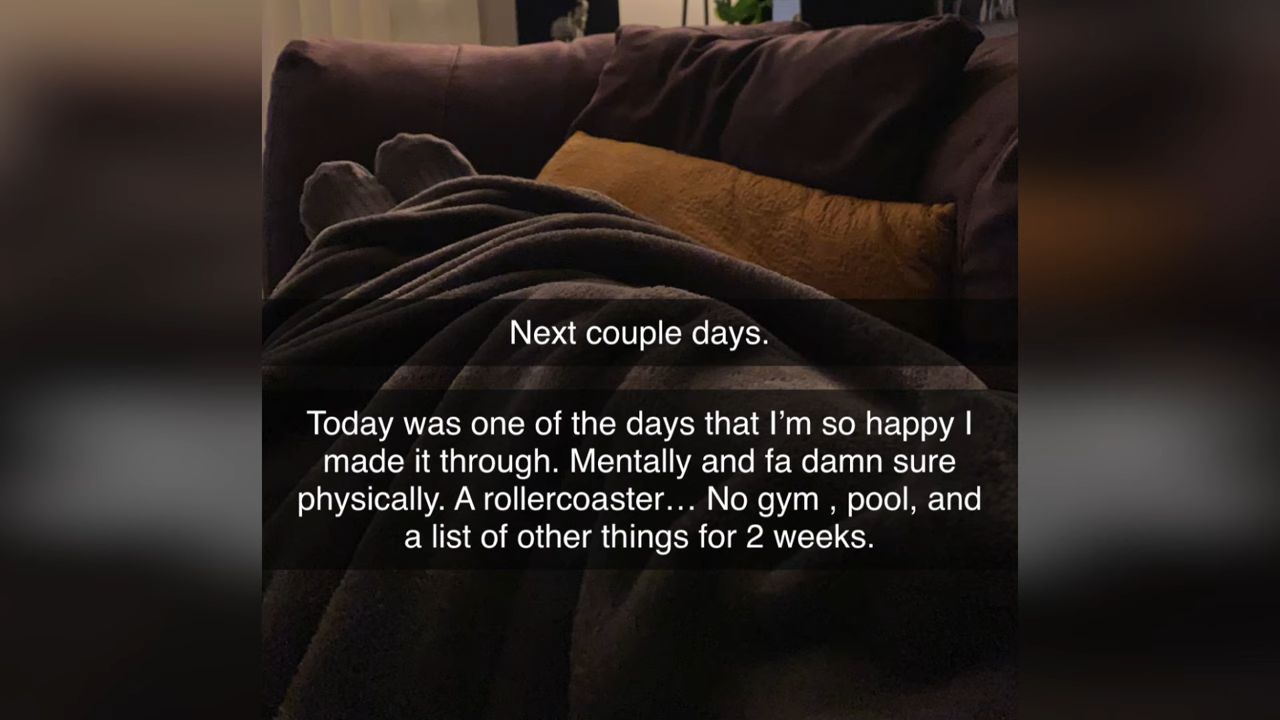 Next couple days.
Today was one of the days that I’m so happy I
made it through. Mentally and fa damn sure
physically. A rollercoaster… No gym , pool, and
a list of other things for 2 weeks.